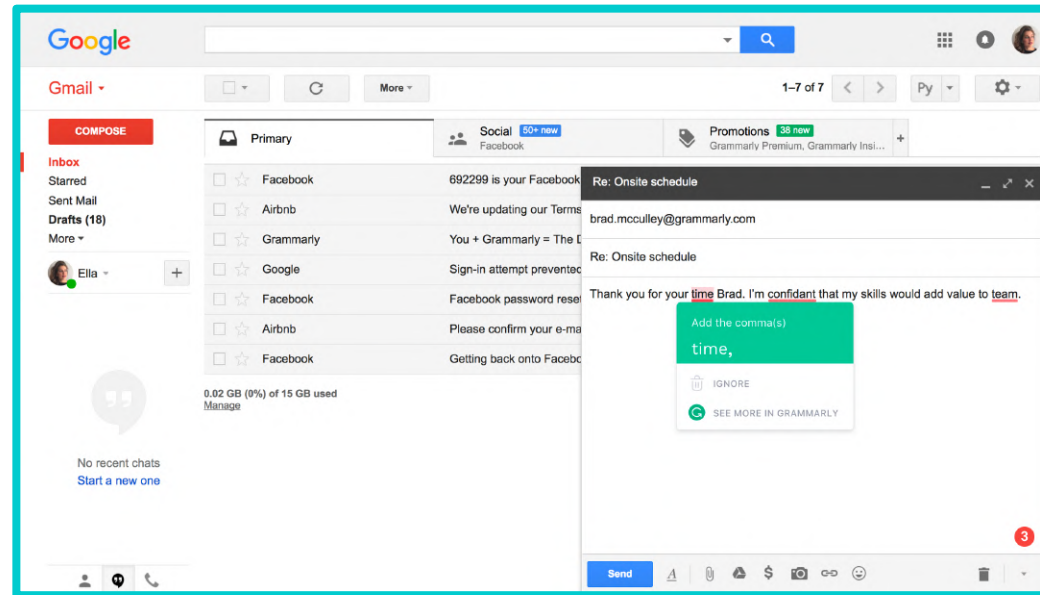 Google
Gmail
More
1–7 of 7
Py
COMPOSE
Inbox
Starred
Sent Mail
Drafts (18)
More
Ella
No recent chats
Start a new one
Primary
Social 50+ new
Facebook
Promotions 38 new
Grammarly Premium, Grammarly Insi...
Facebook 692299 is your Facebook
Airbnb We're updating our Terms
Grammarly You + Grammarly = The
Google Sign-in attempt prevented
Facebook Facebook password reset
Airbnb Please confirm your e-ma
Facebook Getting back onto Facebo
0.02 GB (0%) of 15 GB used
Manage
Re: Onsite schedule
brad.mcculley@grammarly.com
Re: Onsite schedule
Thank you for your time Brad. I'm confidant that my skills would add value to team.
Add the comma(s)
time,
IGNORE
SEE MORE IN GRAMMARLY
3
Send